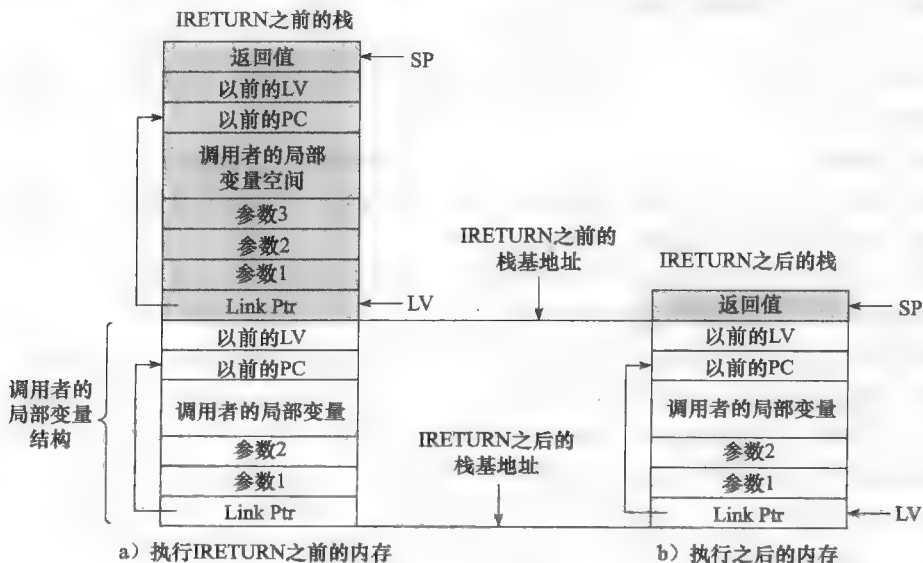 IRETURN之前的栈
返回值
SP
以前的LV
以前的PC
调用者的局部
变量空间
参数3
参数2
参数1
Link Ptr
LV
以前的LV
以前的PC
调用者的局部变量
参数2
参数1
Link Ptr
调用者的
局部变量
结构
a）执行IRETURN之前的内存
IRETURN之前的
栈基地址
IRETURN之后的
栈基地址
IRETURN之后的栈
返回值
SP
以前的LV
以前的PC
调用者的局部变量
参数2
参数1
Link Ptr
LV
b）执行之后的内存